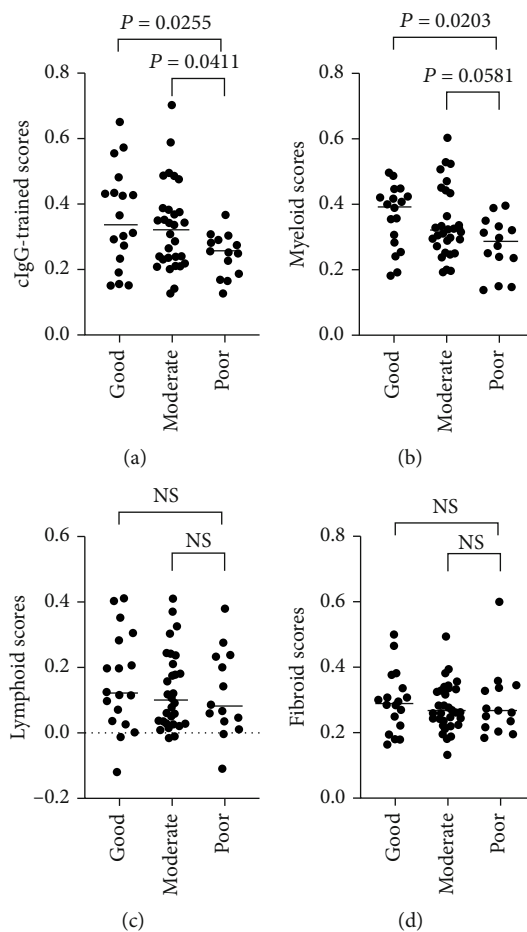 P = 0.0255
P = 0.0411
cIgG-trained scores
0.8
0.6
0.4
0.2
0.0
Good
Moderate
Poor
(a)
P = 0.0203
P = 0.0581
Myeloid scores
0.8
0.6
0.4
0.2
0.0
Good
Moderate
Poor
(b)
NS
NS
Lymphoid scores
0.6
0.4
0.2
0.0
−0.2
Good
Moderate
Poor
(c)
NS
NS
Fibroid scores
0.8
0.6
0.4
0.2
0.0
Good
Moderate
Poor
(d)